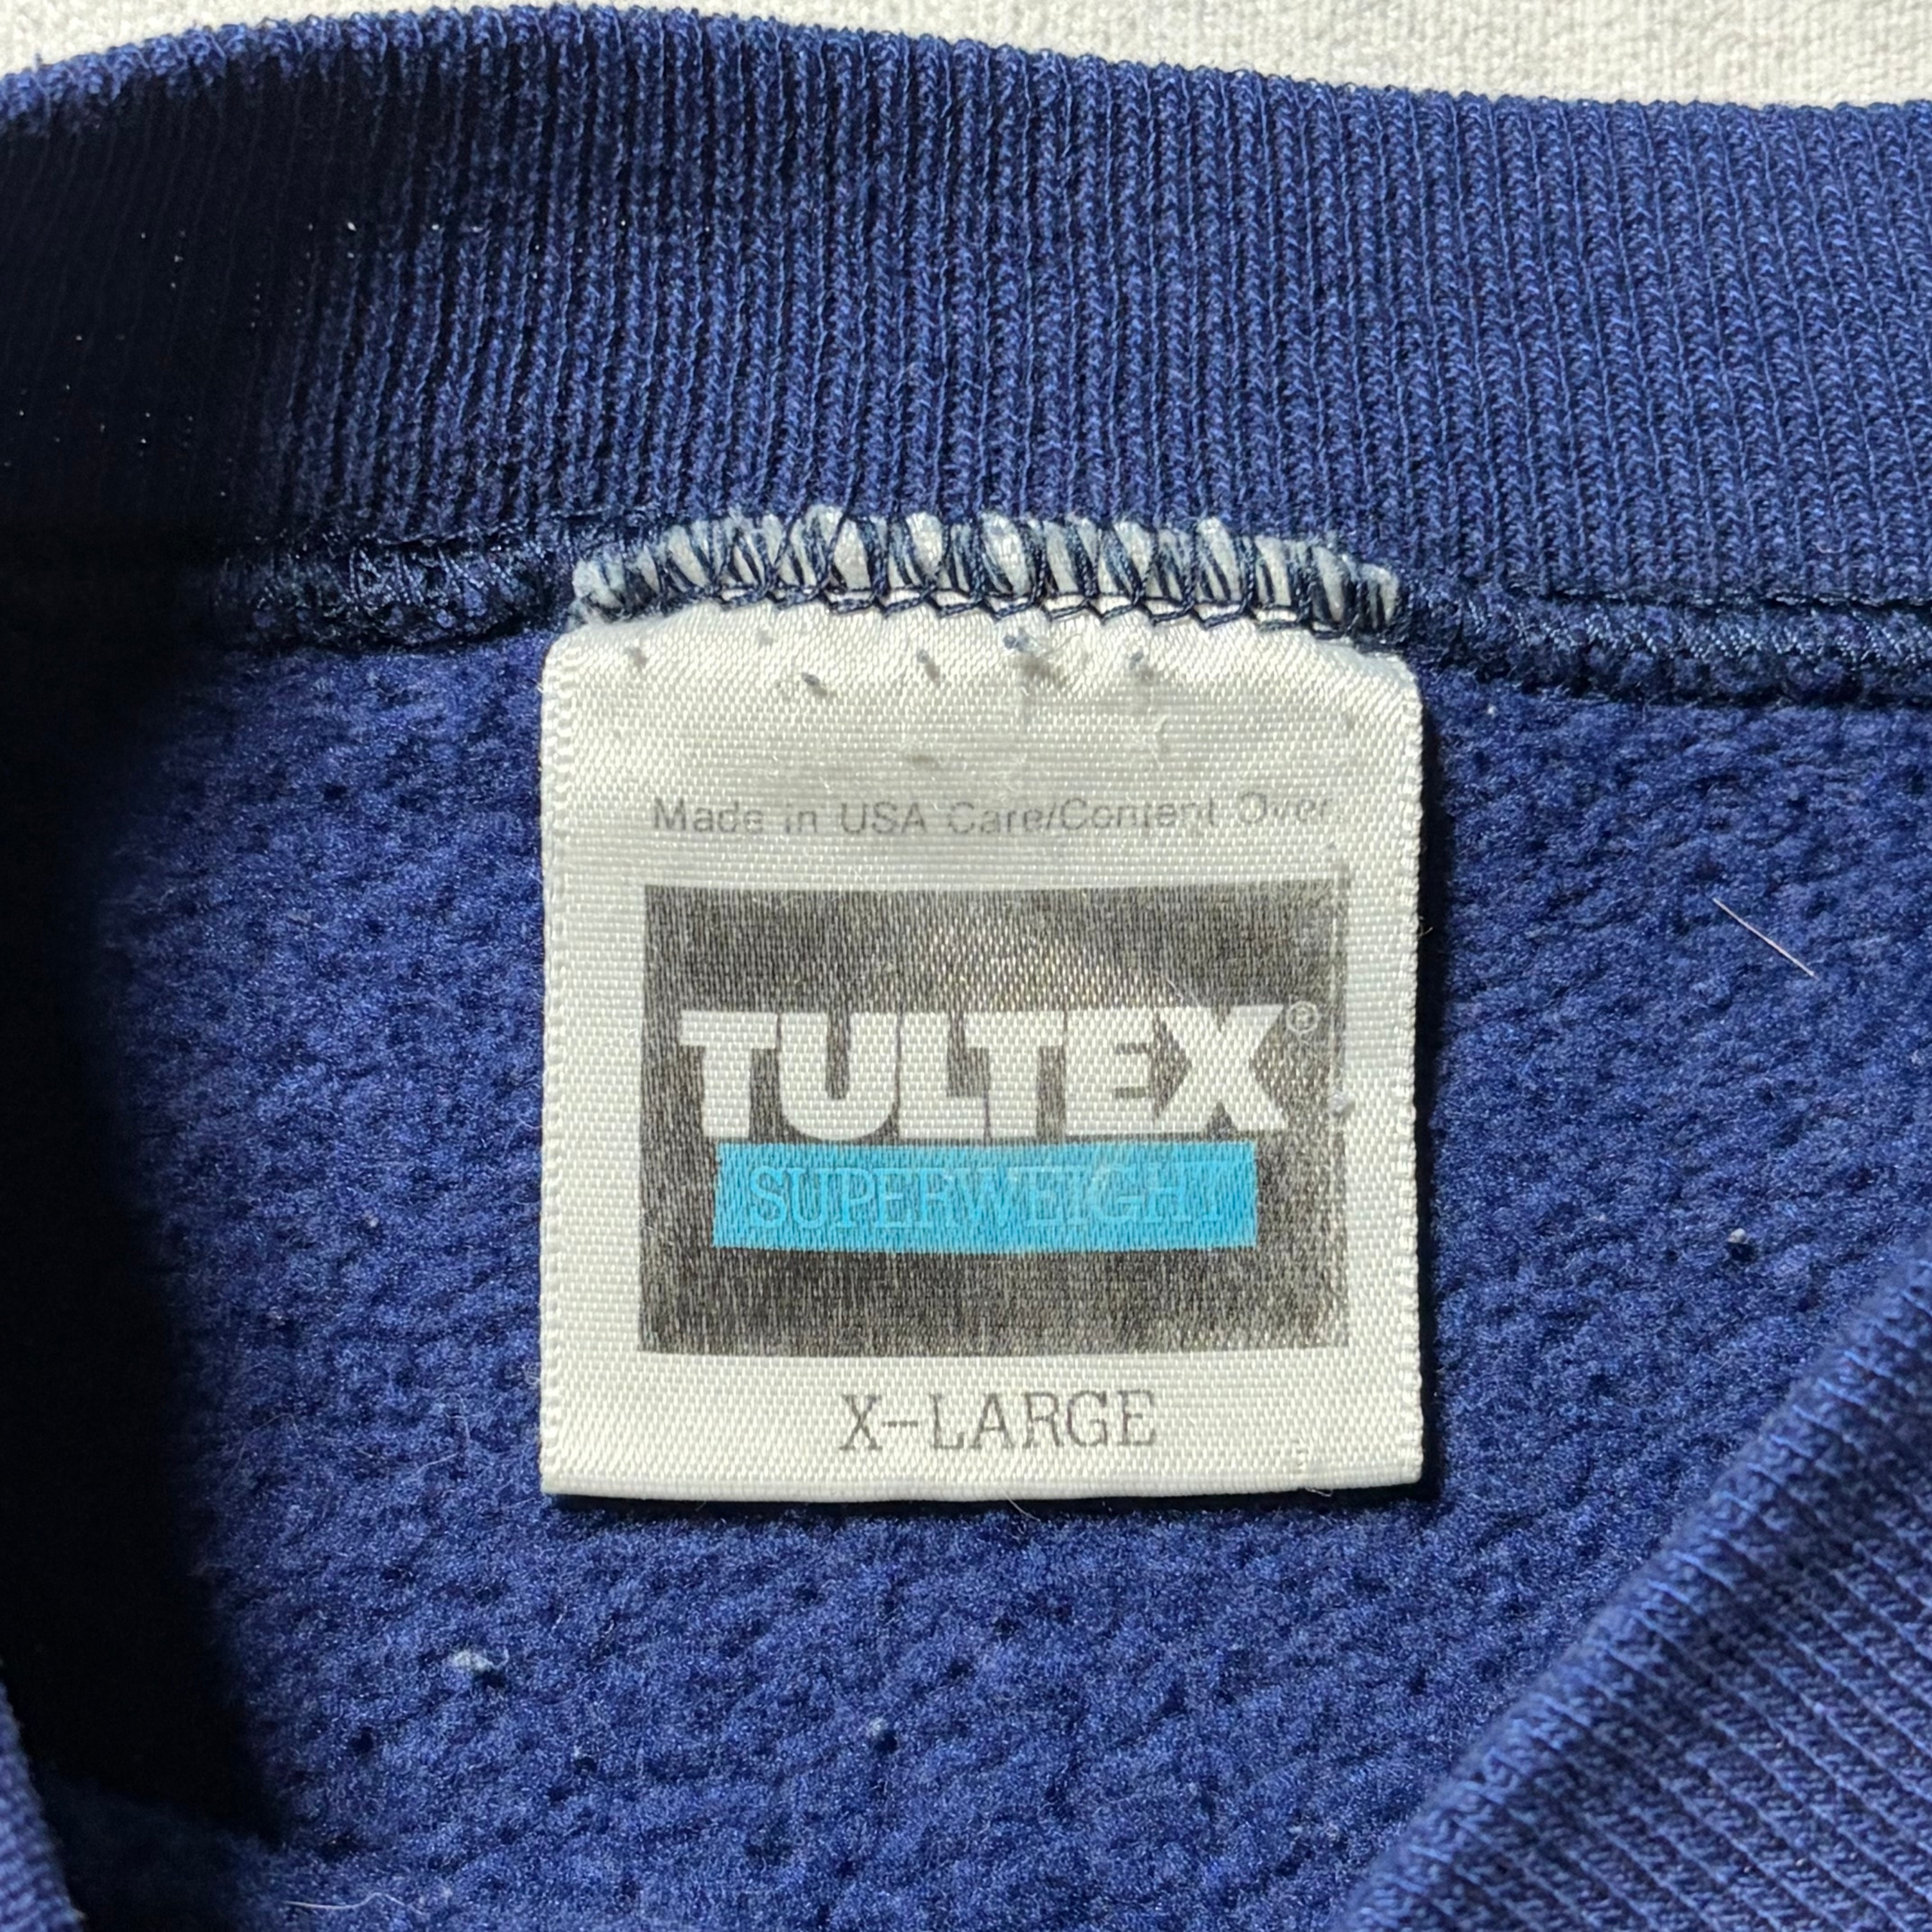 Made in USA Care/Content Over
TULTEX®
SUPERWEIGHT
X-LARGE